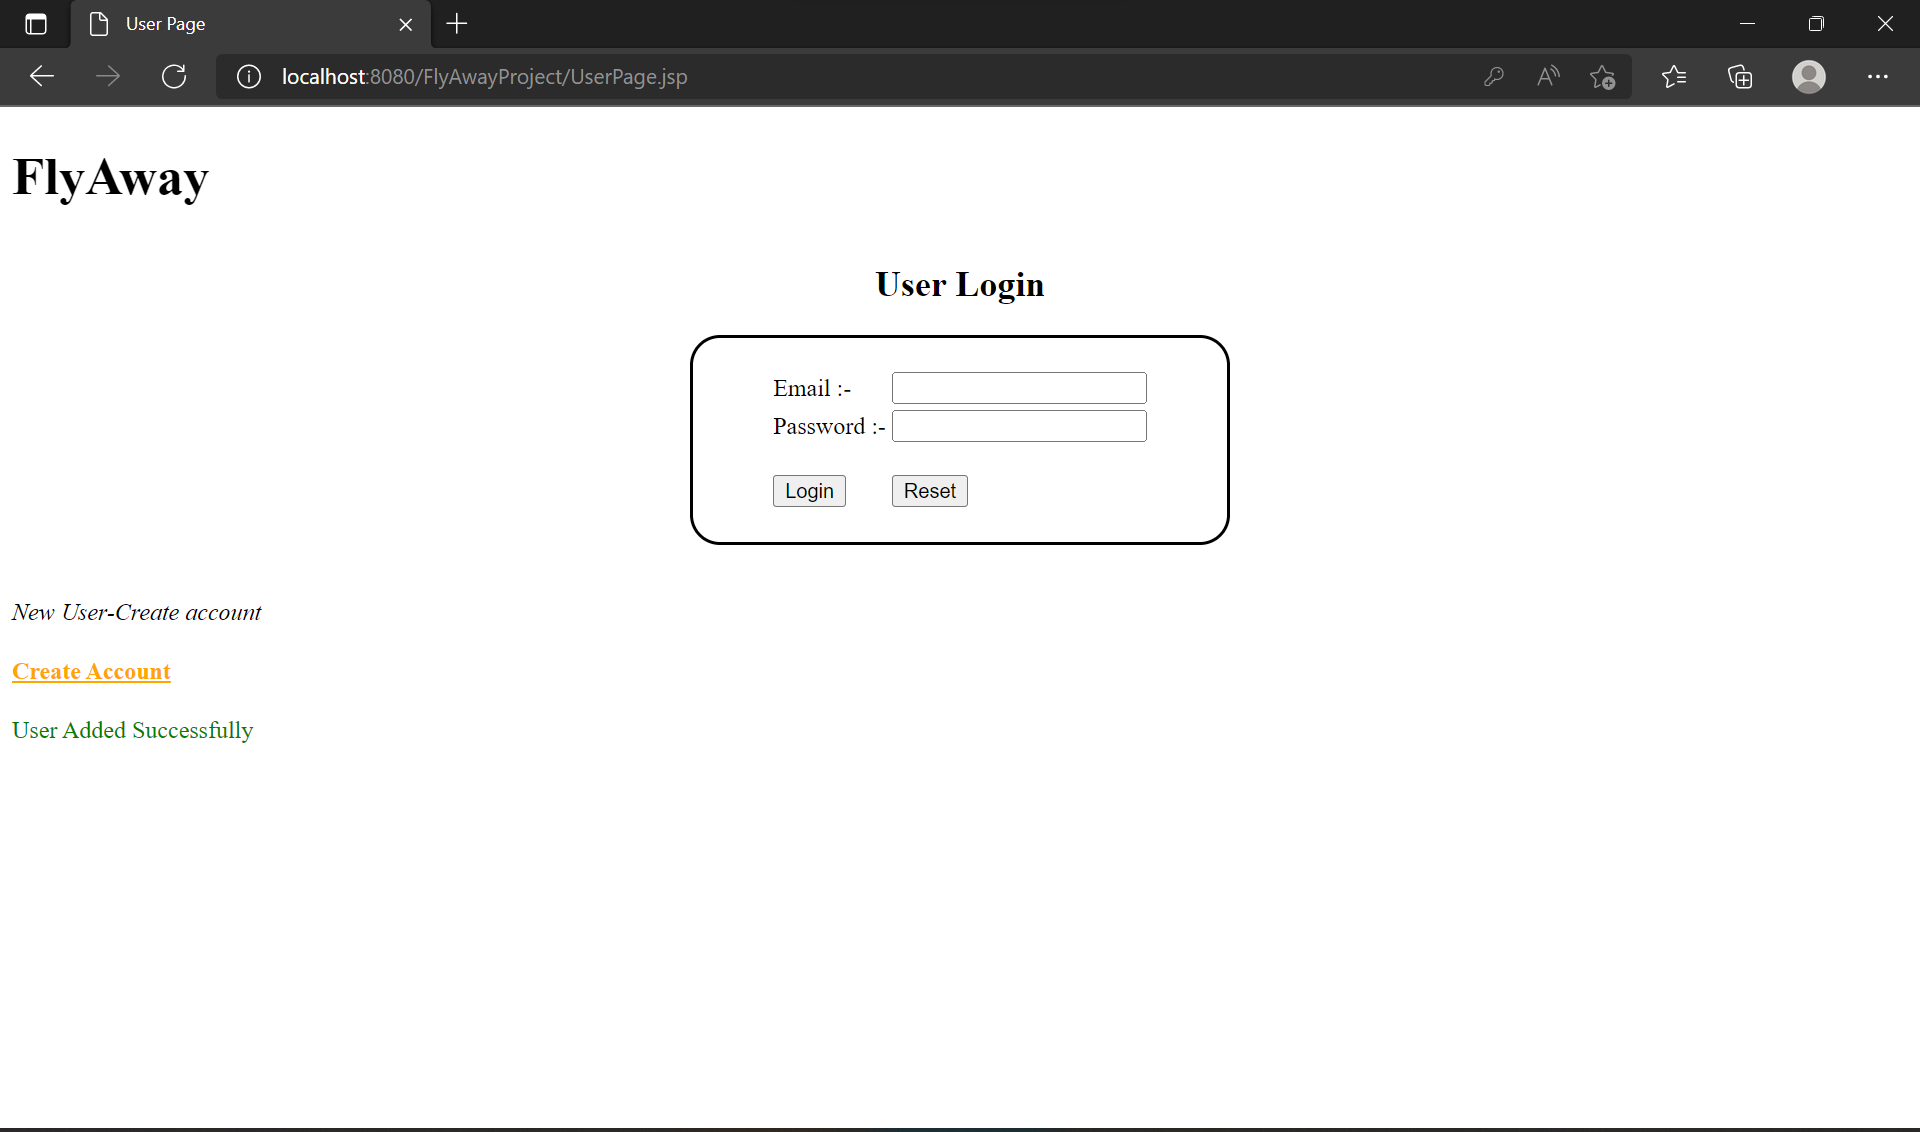 User Page
localhost:8080/FlyAwayProject/UserPage.jsp
FlyAway
User Login
Email :-
Password :-
Login Reset
New User-Create account
Create Account
User Added Successfully